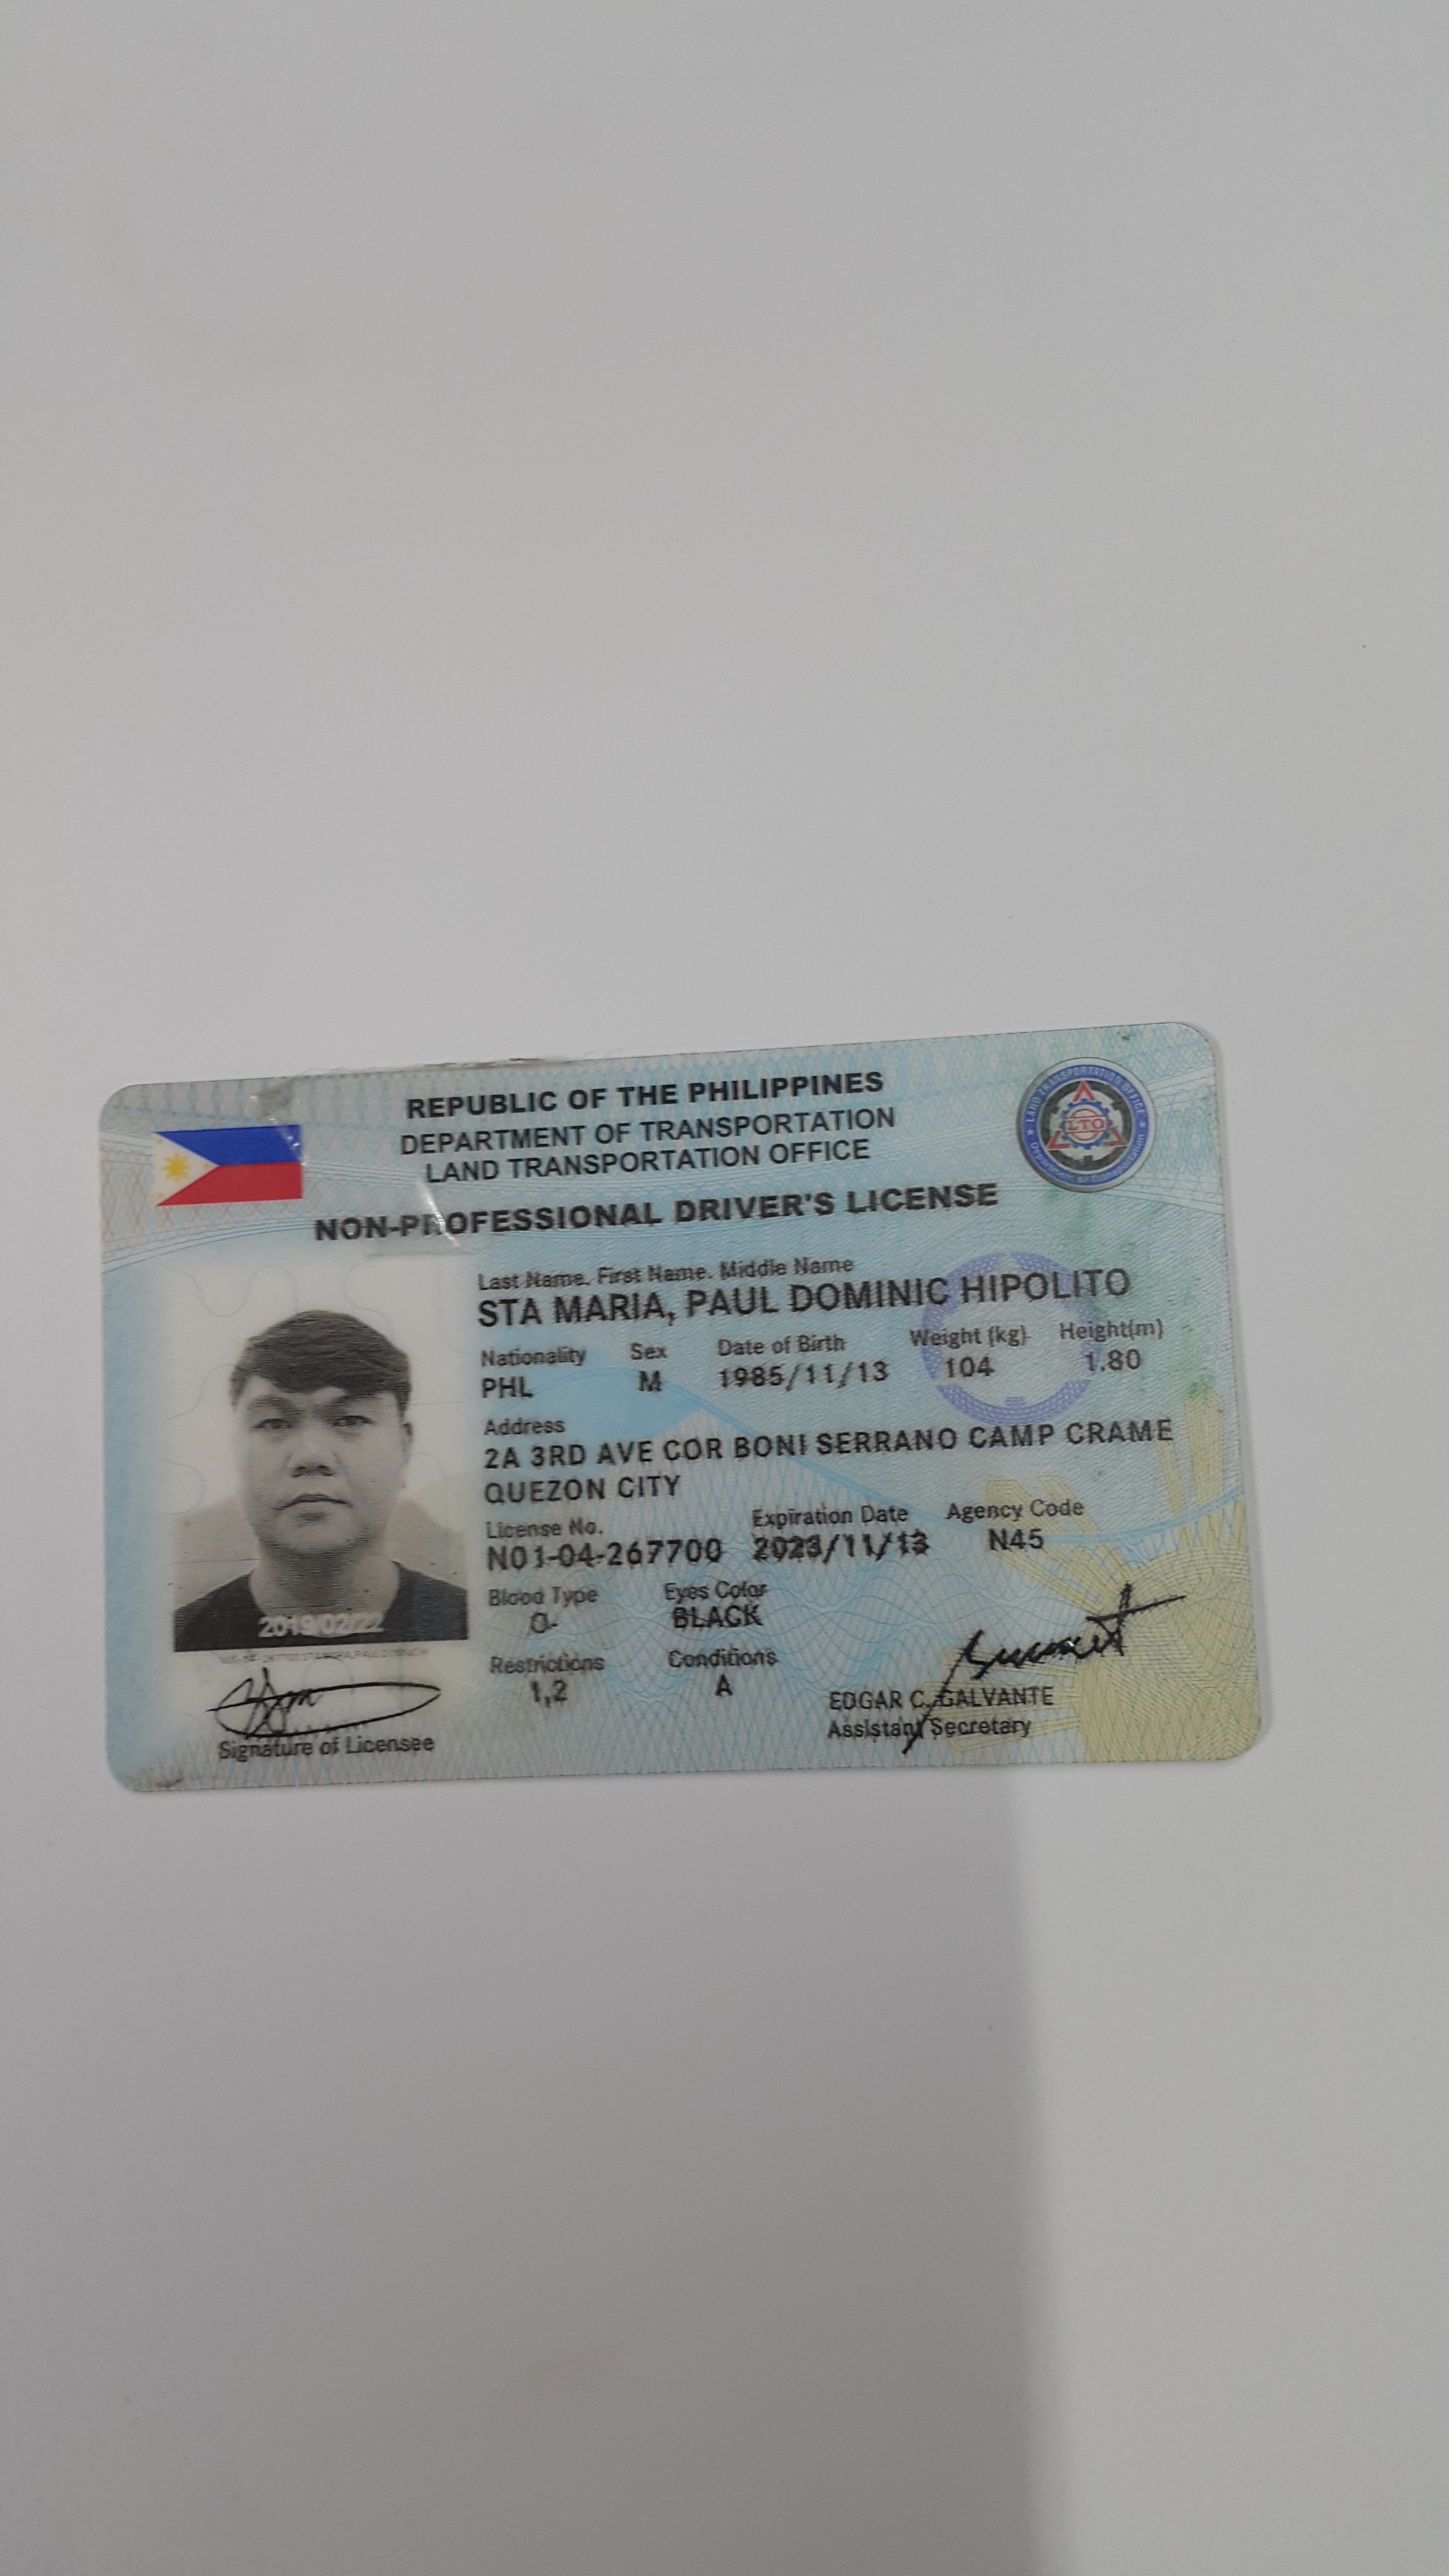 REPUBLIC OF THE PHILIPPINES
DEPARTMENT OF TRANSPORTATION
LAND TRANSPORTATION OFFICE
LAND TRANSPORTATION OFFICE
LTO
Department of Transportation
NON-PROFESSIONAL DRIVER'S LICENSE
Last Name, First Name, Middle Name
STA MARIA, PAUL DOMINIC HIPOLITO
Nationality Sex Date of Birth Weight (kg) Height(m)
PHL M 1985/11/13 104 1.80
Address
2A 3RD AVE COR BONI SERRANO CAMP CRAME
QUEZON CITY
License No. Expiration Date Agency Code
N01-04-267700 2023/11/13 N45
Blood Type Eyes Color
O- BLACK
Restrictions Conditions
1,2 A
2019/02/22
Signature of Licensee
EDGAR C. GALVANTE
Assistant Secretary